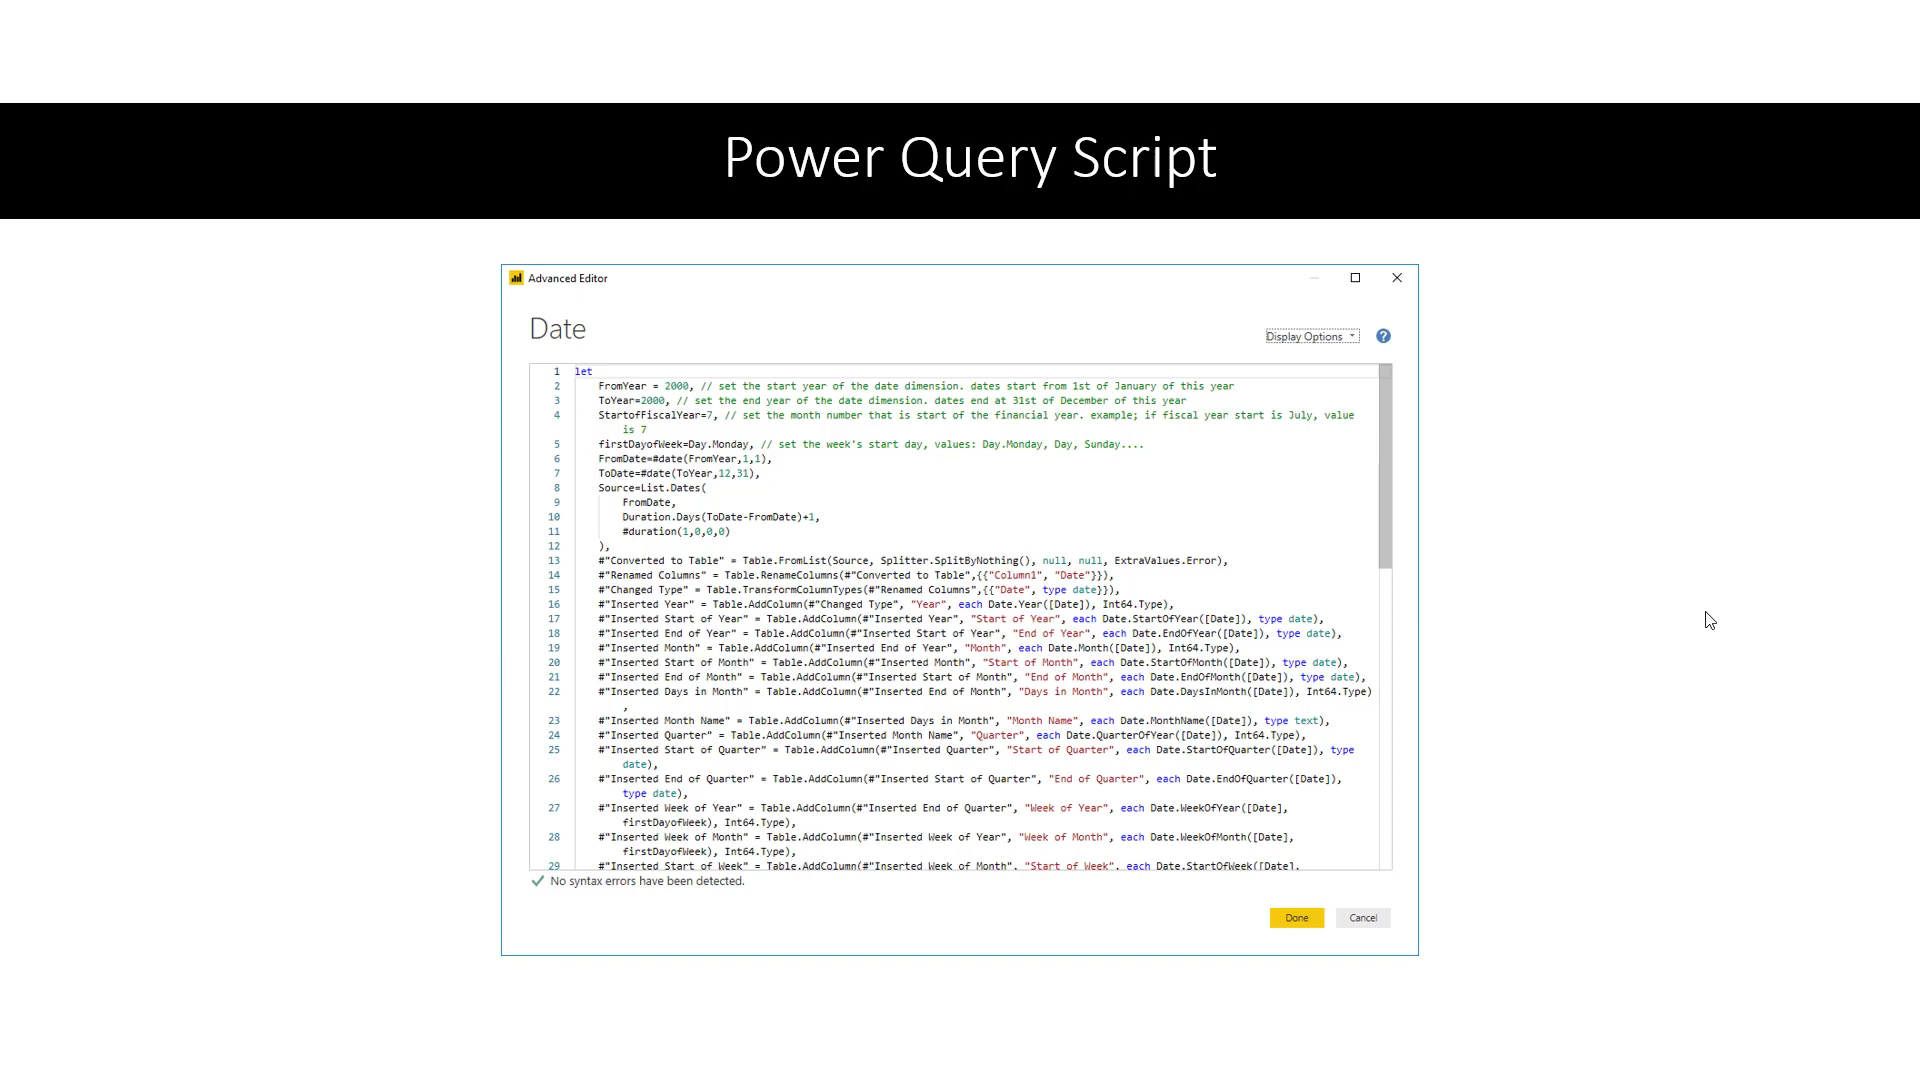 Power Query Script
Advanced Editor
Date
Display Options
?
1 let
2 FromYear = 2000, // set the start year of the date dimension. dates start from 1st of January of this year
3 ToYear=2000, // set the end year of the date dimension. dates end at 31st of December of this year
4 StartofFiscalYear=7, // set the month number that is start of the financial year. example; if fiscal year start is July, value
is 7
5 firstDayofWeek=Day.Monday, // set the week's start day, values: Day.Monday, Day, Sunday....
6 FromDate=#date(FromYear,1,1),
7 ToDate=#date(ToYear,12,31),
8 Source=List.Dates(
9 FromDate,
10 Duration.Days(ToDate-FromDate)+1,
11 #duration(1,0,0,0)
12 ),
13 #"Converted to Table" = Table.FromList(Source, Splitter.SplitByNothing(), null, null, ExtraValues.Error),
14 #"Renamed Columns" = Table.RenameColumns(#"Converted to Table",{{"Column1", "Date"}}),
15 #"Changed Type" = Table.TransformColumnTypes(#"Renamed Columns",{{"Date", type date}}),
16 #"Inserted Year" = Table.AddColumn(#"Changed Type", "Year", each Date.Year([Date]), Int64.Type),
17 #"Inserted Start of Year" = Table.AddColumn(#"Inserted Year", "Start of Year", each Date.StartOfYear([Date]), type date),
18 #"Inserted End of Year" = Table.AddColumn(#"Inserted Start of Year", "End of Year", each Date.EndOfYear([Date]), type date),
19 #"Inserted Month" = Table.AddColumn(#"Inserted End of Year", "Month", each Date.Month([Date]), Int64.Type),
20 #"Inserted Start of Month" = Table.AddColumn(#"Inserted Month", "Start of Month", each Date.StartOfMonth([Date]), type date),
21 #"Inserted End of Month" = Table.AddColumn(#"Inserted Start of Month", "End of Month", each Date.EndOfMonth([Date]), type date),
22 #"Inserted Days in Month" = Table.AddColumn(#"Inserted End of Month", "Days in Month", each Date.DaysInMonth([Date]), Int64.Type)
,
23 #"Inserted Month Name" = Table.AddColumn(#"Inserted Days in Month", "Month Name", each Date.MonthName([Date]), type text),
24 #"Inserted Quarter" = Table.AddColumn(#"Inserted Month Name", "Quarter", each Date.QuarterOfYear([Date]), Int64.Type),
25 #"Inserted Start of Quarter" = Table.AddColumn(#"Inserted Quarter", "Start of Quarter", each Date.StartOfQuarter([Date]), type
date),
26 #"Inserted End of Quarter" = Table.AddColumn(#"Inserted Start of Quarter", "End of Quarter", each Date.EndOfQuarter([Date]),
type date),
27 #"Inserted Week of Year" = Table.AddColumn(#"Inserted End of Quarter", "Week of Year", each Date.WeekOfYear([Date],
firstDayofWeek), Int64.Type),
28 #"Inserted Week of Month" = Table.AddColumn(#"Inserted Week of Year", "Week of Month", each Date.WeekOfMonth([Date],
firstDayofWeek), Int64.Type),
29 #"Inserted Start of Week" = Table.AddColumn(#"Inserted Week of Month", "Start of Week", each Date.StartOfWeek([Date],
No syntax errors have been detected.
Done
Cancel